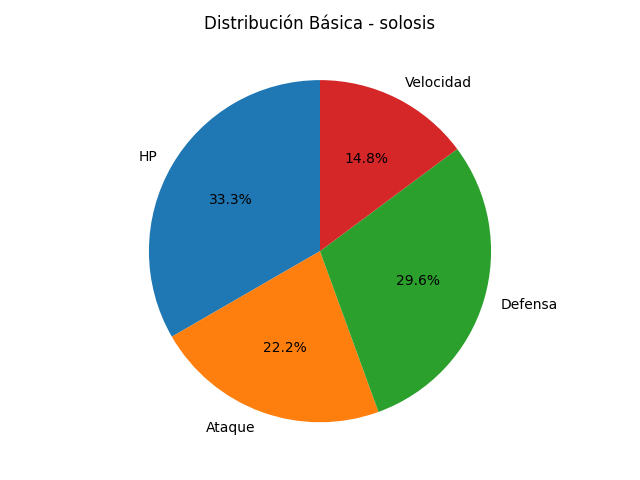 Distribución Básica - solosis
Velocidad
HP
14.8%
33.3%
29.6%
Defensa
22.2%
Ataque